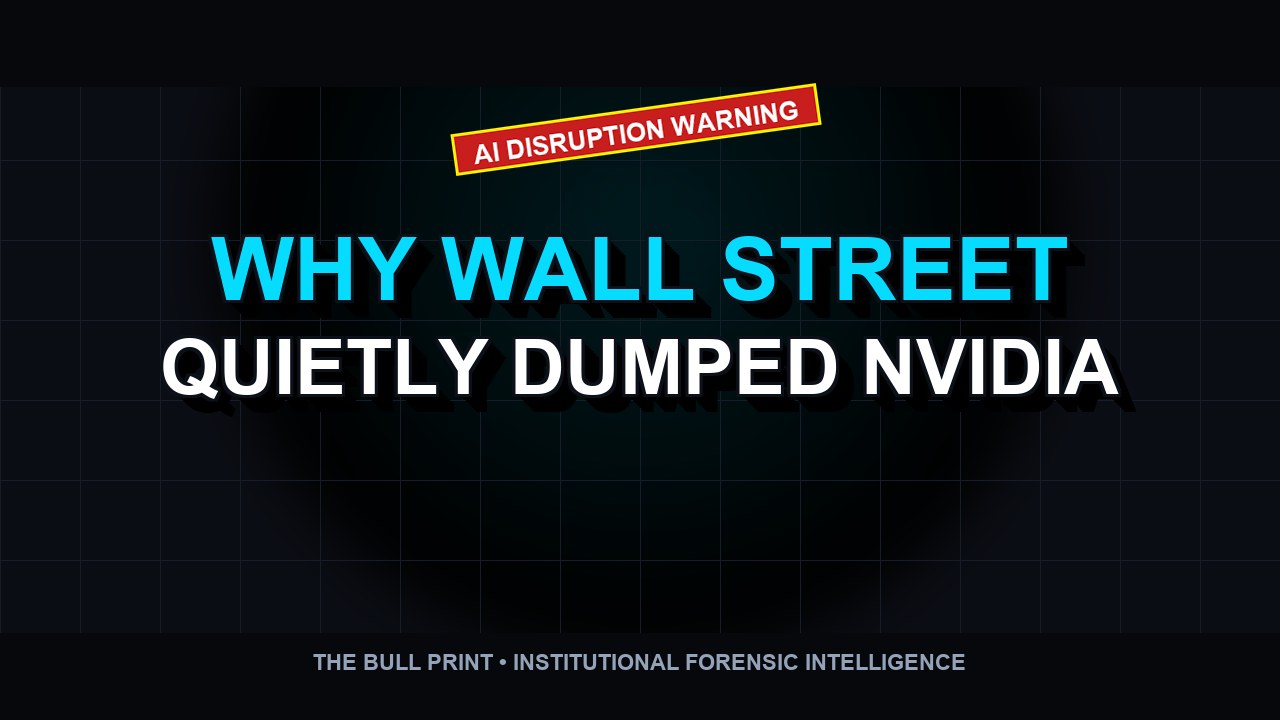 AI DISRUPTION WARNING
WHY WALL STREET
QUIETLY DUMPED NVIDIA
THE BULL PRINT • INSTITUTIONAL FORENSIC INTELLIGENCE